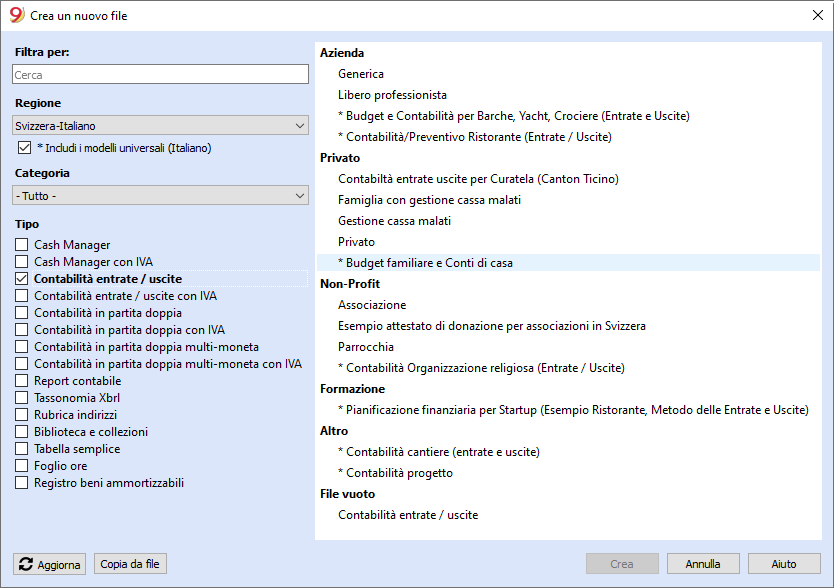 9 Crea un nuovo file
Filtra per:
Cerca
Regione
Svizzera-Italiano
* Includi i modelli universali (Italiano)
Categoria
- Tutto -
Tipo
Cash Manager
Cash Manager con IVA
Contabilità entrate / uscite
Contabilità entrate / uscite con IVA
Contabilità in partita doppia
Contabilità in partita doppia con IVA
Contabilità in partita doppia multi-moneta
Contabilità in partita doppia multi-moneta con IVA
Report contabile
Tassonomia Xbrl
Rubrica indirizzi
Biblioteca e collezioni
Tabella semplice
Foglio ore
Registro beni ammortizzabili
Azienda
Generica
Libero professionista
* Budget e Contabilità per Barche, Yacht, Crociere (Entrate e Uscite)
* Contabilità/Preventivo Ristorante (Entrate / Uscite)
Privato
Contabiltà entrate uscite per Curatela (Canton Ticino)
Famiglia con gestione cassa malati
Gestione cassa malati
Privato
* Budget familiare e Conti di casa
Non-Profit
Associazione
Esempio attestato di donazione per associazioni in Svizzera
Parrocchia
* Contabilità Organizzazione religiosa (Entrate / Uscite)
Formazione
* Pianificazione finanziaria per Startup (Esempio Ristorante, Metodo delle Entrate e Uscite)
Altro
* Contabilità cantiere (entrate e uscite)
* Contabilità progetto
File vuoto
Contabilità entrate / uscite
Aggiorna
Copia da file
Crea
Annulla
Aiuto